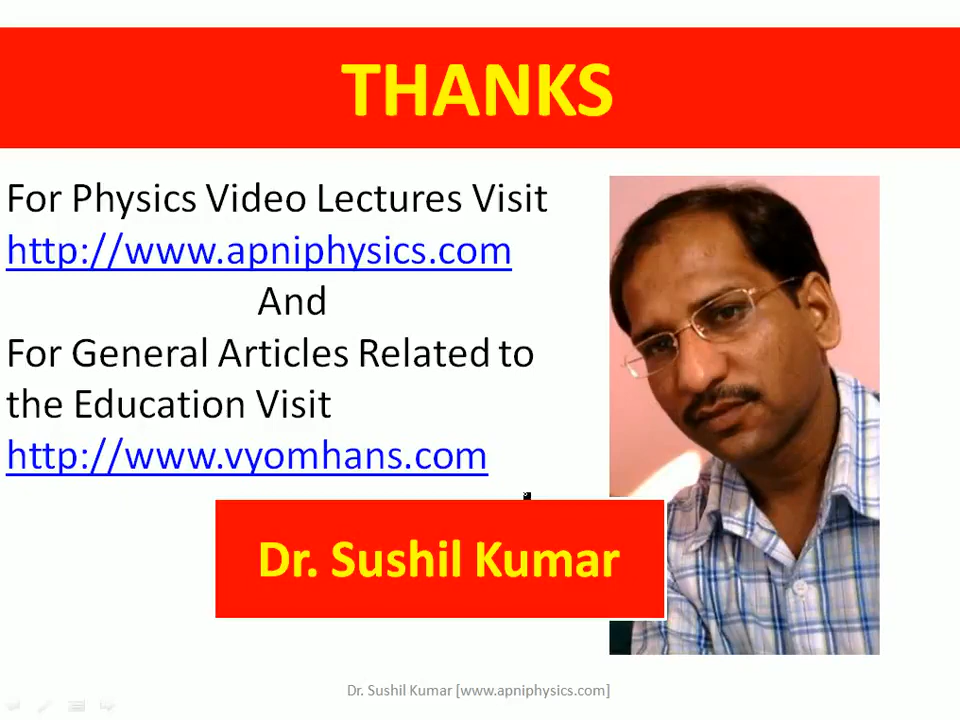 THANKS
For Physics Video Lectures Visit
http://www.apniphysics.com
And
For General Articles Related to
the Education Visit
http://www.vyomhans.com
Dr. Sushil Kumar
Dr. Sushil Kumar [www.apniphysics.com]